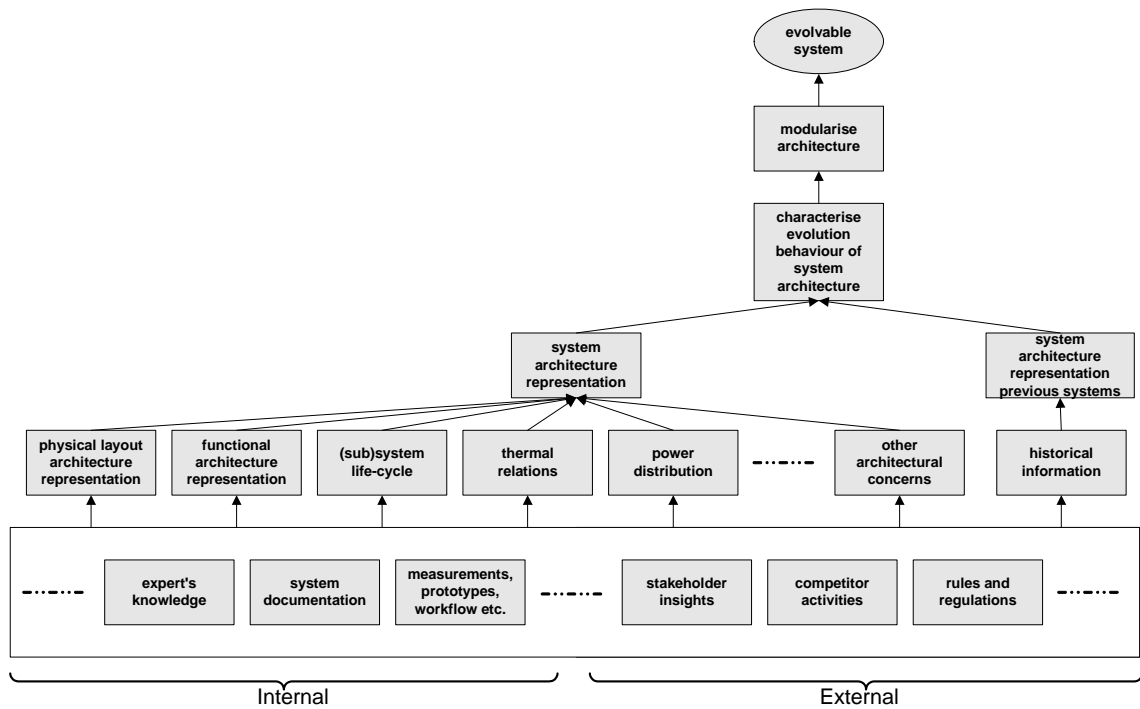 evolvable
system
modularise
architecture
characterise
evolution
behaviour of
system
architecture
system
architecture
representation
system
architecture
representation
previous systems
physical layout
architecture
representation
functional
architecture
representation
(sub)system
life-cycle
thermal
relations
power
distribution
other
architectural
concerns
historical
information
expert's
knowledge
system
documentation
measurements,
prototypes,
workflow etc.
stakeholder
insights
competitor
activities
rules and
regulations
Internal
External